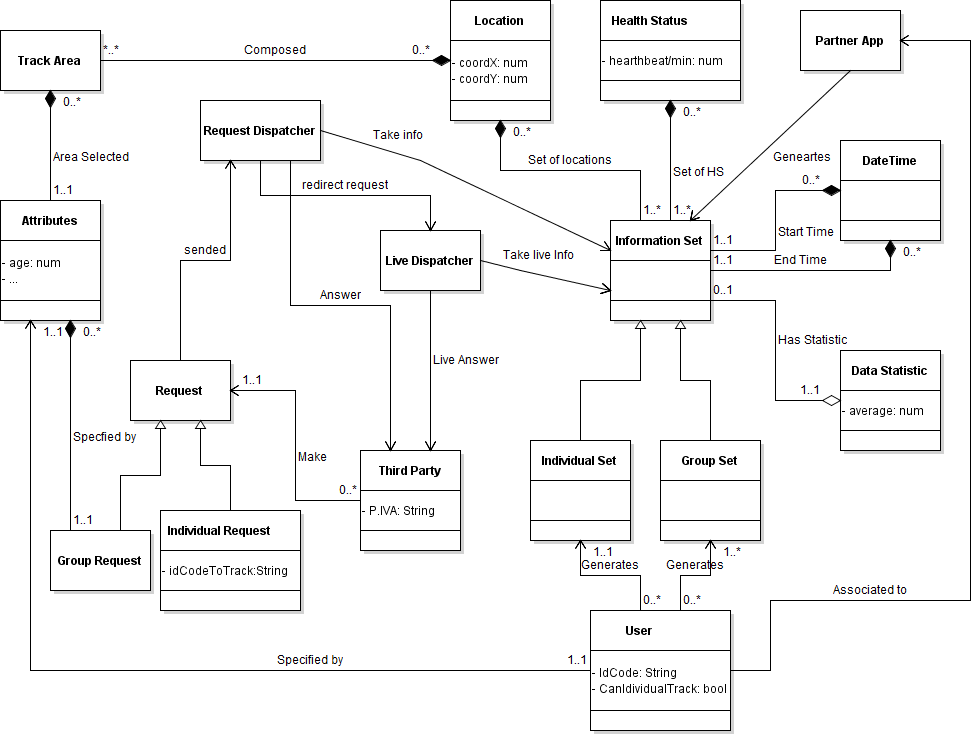 Location
- coordX: num
- coordY: num
Health Status
- hearthbeat/min: num
Partner App
Track Area
*..*
Composed
0..*
0..*
Request Dispatcher
Take info
0..*
0..*
Set of locations
Set of HS
Geneartes
DateTime
0..*
Area Selected
1..1
redirect request
1..*
1..*
Start Time
0..*
Attributes
- age: num
- ...
sended
Live Dispatcher
Take live Info
Information Set
1..1
1..1
End Time
0..1
Answer
1..1
0..*
Has Statistic
Live Answer
Request
1..1
1..1
Data Statistic
- average: num
Specfied by
Make
0..*
Third Party
- P.IVA: String
Individual Set
Group Set
1..1
Group Request
Individual Request
- idCodeToTrack:String
1..1
1..*
Generates
Generates
0..*
0..*
Associated to
User
- IdCode: String
- CanIdividualTrack: bool
Specified by
1..1